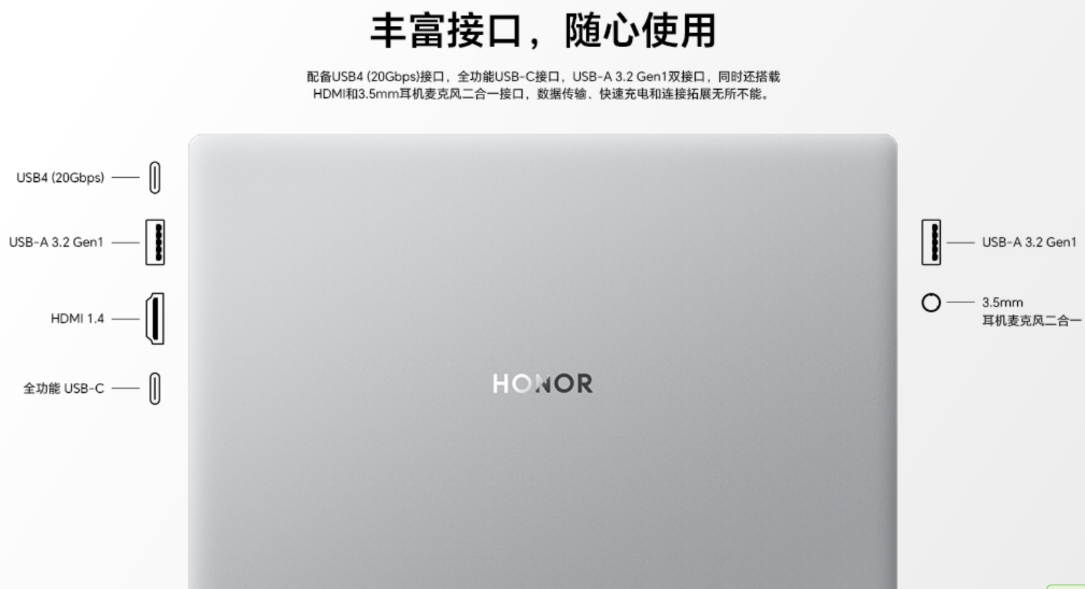 丰富接口，随心使用
配备USB4 (20Gbps)接口，全功能USB-C接口，USB-A 3.2 Gen1双接口，同时还搭载
HDMI和3.5mm耳机麦克风二合一接口，数据传输、快速充电和连接拓展无所不能。
USB4 (20Gbps)
USB-A 3.2 Gen1
HDMI 1.4
全功能 USB-C
HONOR
USB-A 3.2 Gen1
3.5mm
耳机麦克风二合一